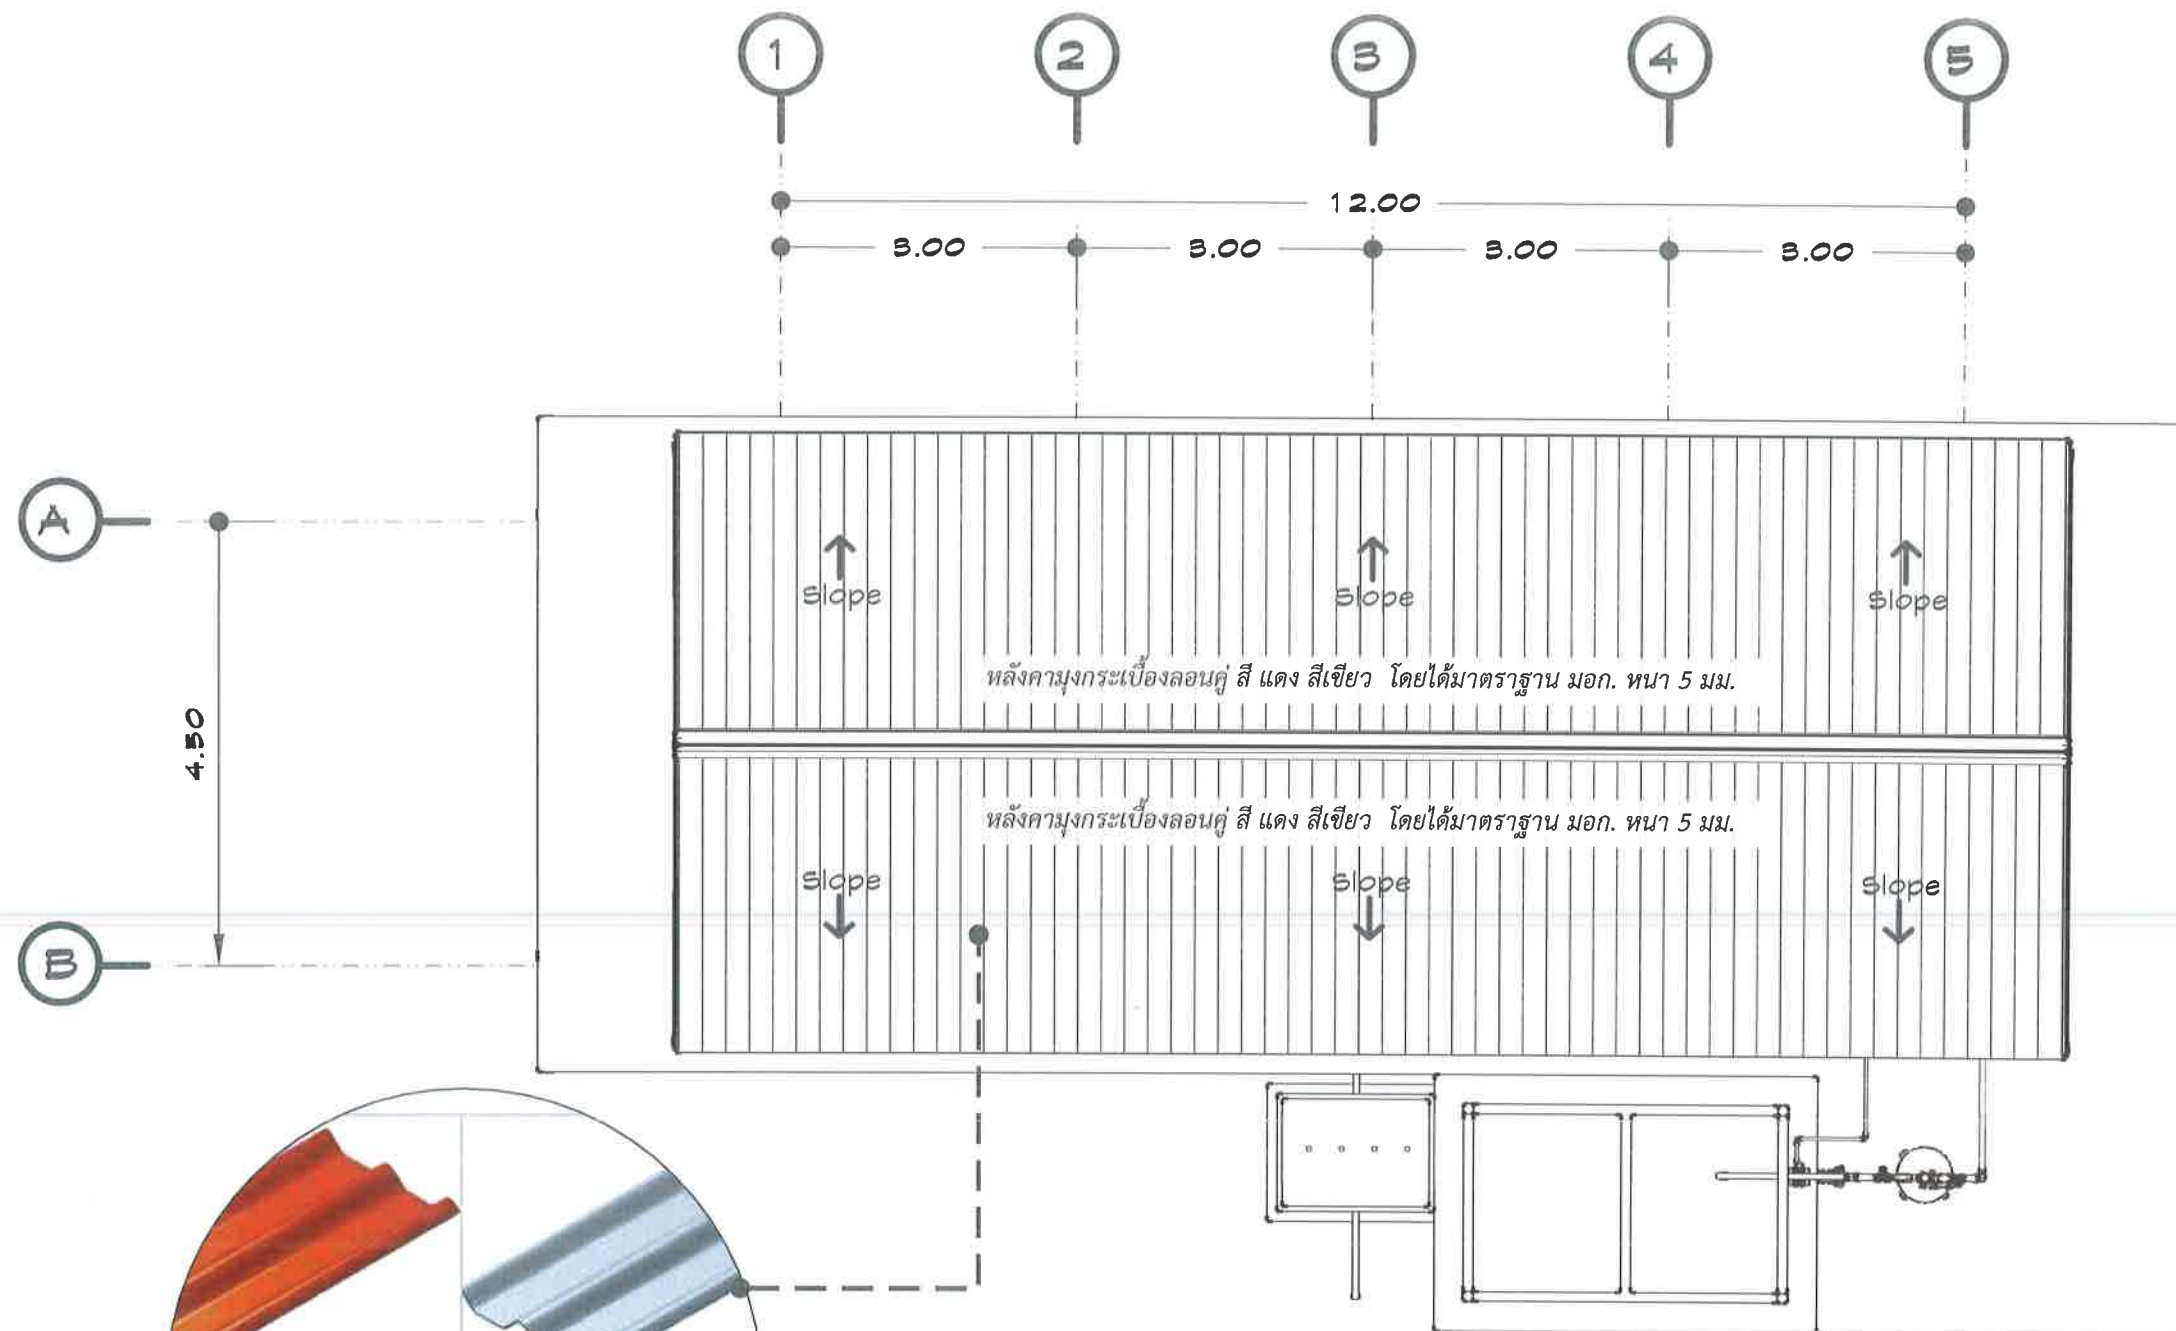 1 2 3 4 5
12.00
3.00 3.00 3.00 3.00
A
Slope Slope Slope
หลังคามุงกระเบื้องลอนคู่ สี แดง สีเขียว โดยได้มาตราฐาน มอก. หนา 5 มม.
4.50
หลังคามุงกระเบื้องลอนคู่ สี แดง สีเขียว โดยได้มาตราฐาน มอก. หนา 5 มม.
Slope Slope Slope
B